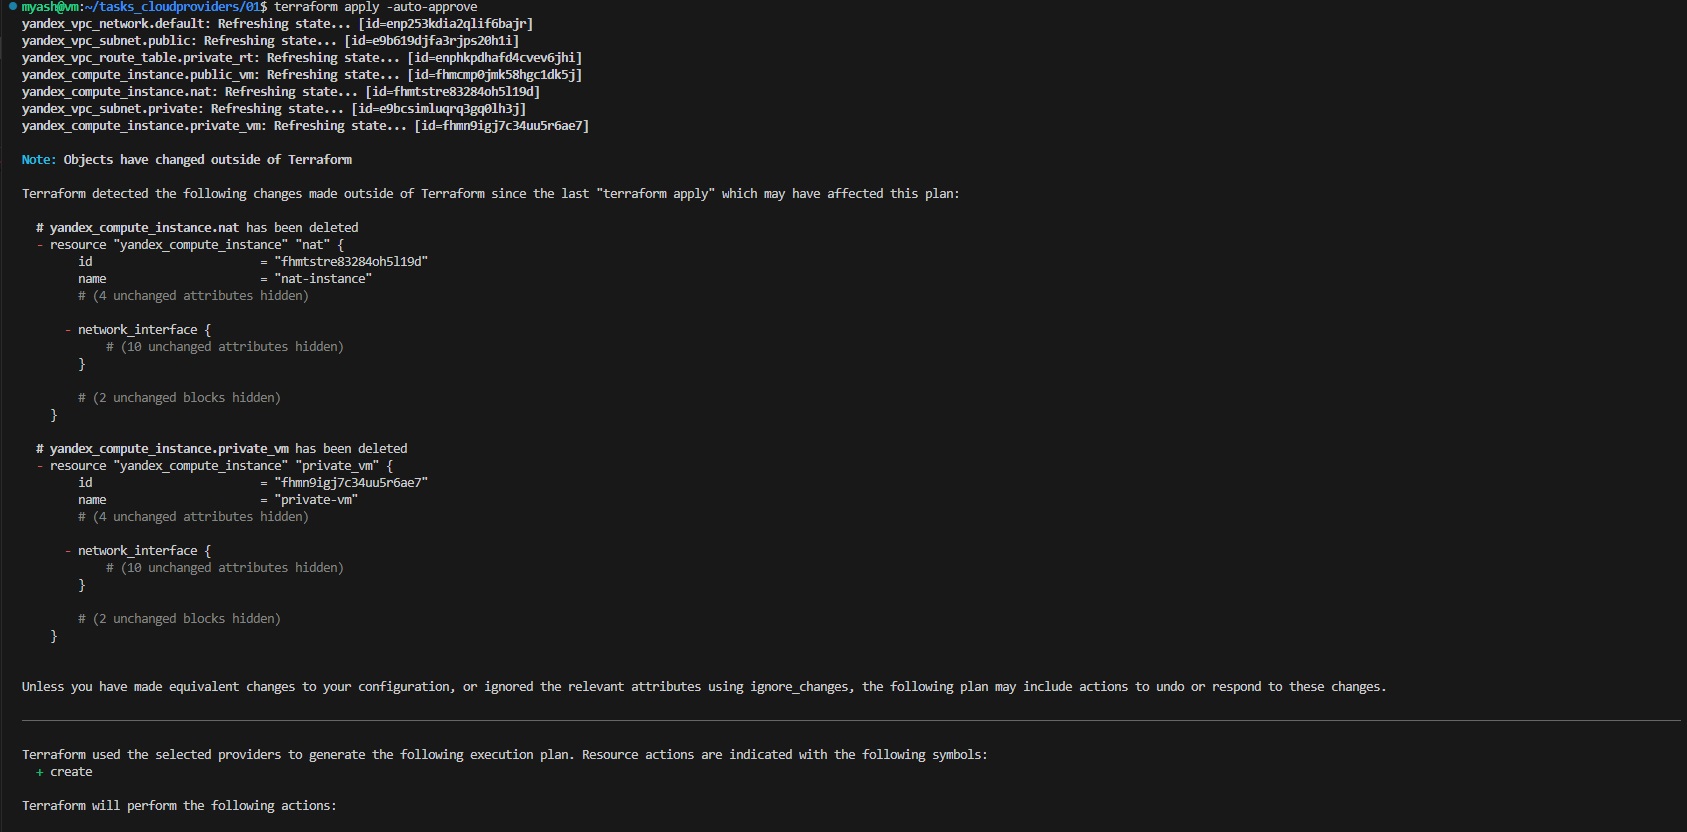 myash@vm:~/tasks_cloudproviders/01$ terraform apply -auto-approve
yandex_vpc_network.default: Refreshing state... [id=enp253kdia2qlif6bajr]
yandex_vpc_subnet.public: Refreshing state... [id=e9b619djfa3rjps20h1i]
yandex_vpc_route_table.private_rt: Refreshing state... [id=enphkpdhafd4cvev6jhi]
yandex_compute_instance.public_vm: Refreshing state... [id=fhmcmp0jmk58hgc1dk5j]
yandex_compute_instance.nat: Refreshing state... [id=fhmtstre83284oh5l19d]
yandex_vpc_subnet.private: Refreshing state... [id=e9bcsimluqrq3gq0lh3j]
yandex_compute_instance.private_vm: Refreshing state... [id=fhmn9igj7c34uu5r6ae7]
Note: Objects have changed outside of Terraform
Terraform detected the following changes made outside of Terraform since the last "terraform apply" which may have affected this plan:
# yandex_compute_instance.nat has been deleted
- resource "yandex_compute_instance" "nat" {
id = "fhmtstre83284oh5l19d"
name = "nat-instance"
# (4 unchanged attributes hidden)
- network_interface {
# (10 unchanged attributes hidden)
}
# (2 unchanged blocks hidden)
}
# yandex_compute_instance.private_vm has been deleted
- resource "yandex_compute_instance" "private_vm" {
id = "fhmn9igj7c34uu5r6ae7"
name = "private-vm"
# (4 unchanged attributes hidden)
- network_interface {
# (10 unchanged attributes hidden)
}
# (2 unchanged blocks hidden)
}
Unless you have made equivalent changes to your configuration, or ignored the relevant attributes using ignore_changes, the following plan may include actions to undo or respond to these changes.
Terraform used the selected providers to generate the following execution plan. Resource actions are indicated with the following symbols:
+ create
Terraform will perform the following actions: